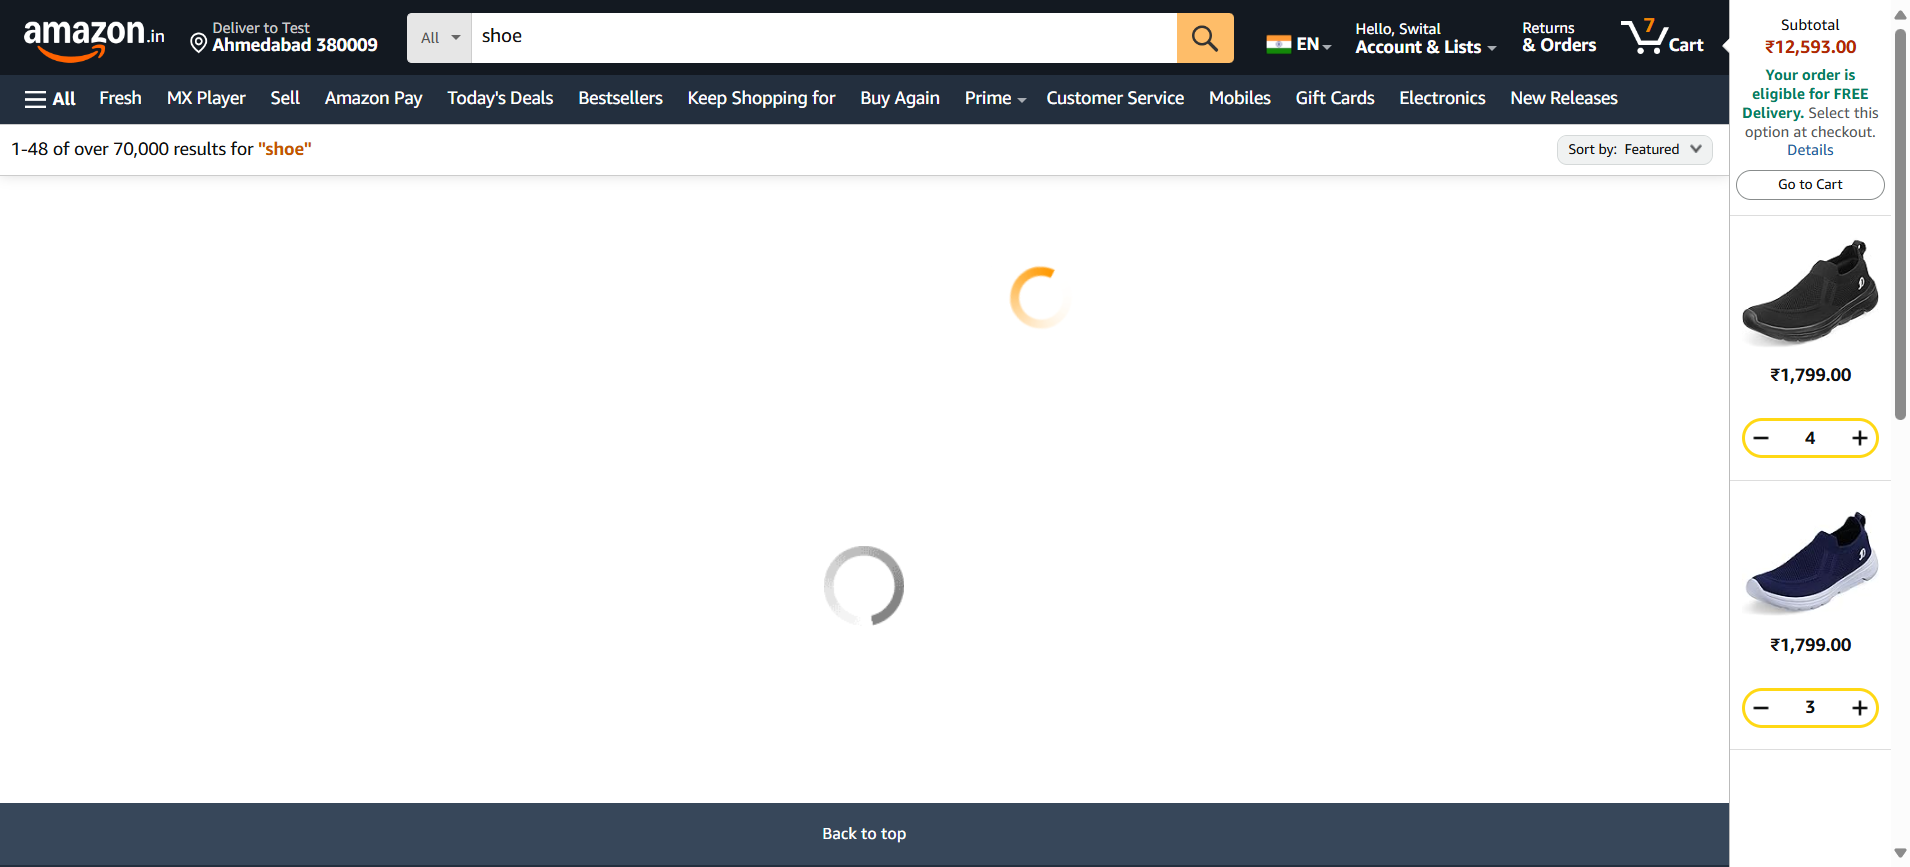 amazon.in
Deliver to Test
Ahmedabad 380009
All
shoe
EN
Hello, Swital
Account & Lists
Returns
& Orders
7
Cart
All
Fresh
MX Player
Sell
Amazon Pay
Today's Deals
Bestsellers
Keep Shopping for
Buy Again
Prime
Customer Service
Mobiles
Gift Cards
Electronics
New Releases
1-48 of over 70,000 results for "shoe"
Sort by: Featured
Back to top
Subtotal
₹12,593.00
Your order is
eligible for FREE
Delivery. Select this
option at checkout.
Details
Go to Cart
₹1,799.00
4
₹1,799.00
3